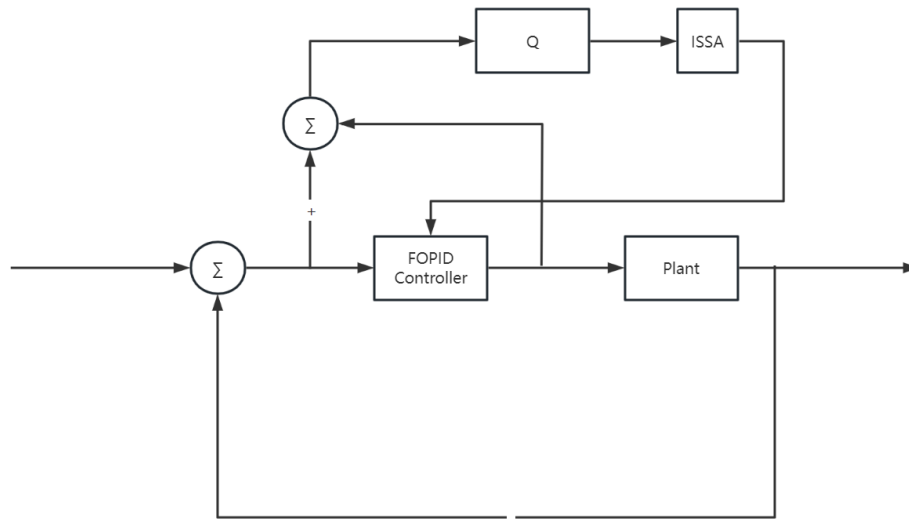 Q
ISSA
∑
+
∑
FOPID
Controller
Plant